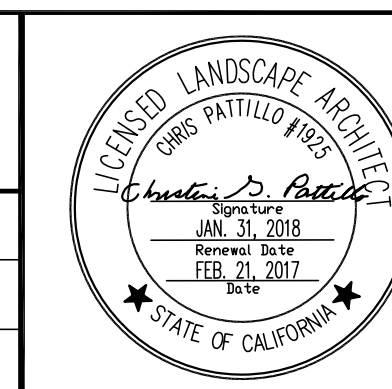 LICENSED LANDSCAPE ARCHITECT
CHRIS PATTILLO #1925
Christine G. Pattillo
Signature
JAN. 31, 2018
Renewal Date
FEB. 21, 2017
Date
STATE OF CALIFORNIA